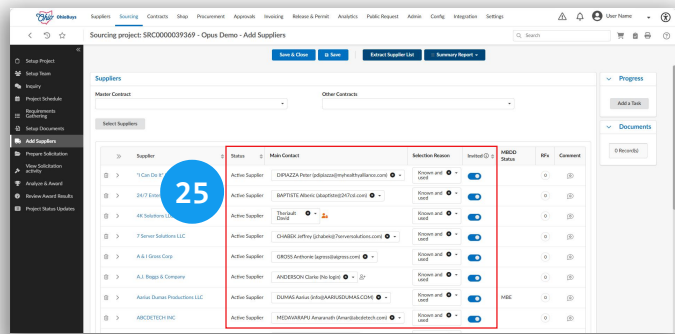 OhioBuys
Suppliers Sourcing Contracts Shop Procurement Approvals Invoicing Release & Permit Analytics Public Request Admin Config Integration Settings
User Name
Sourcing project: SRC0000039369 - Opus Demo - Add Suppliers
Search
Save & Close Save Extract Supplier List Summary Report
Setup Project
Setup Team
Inquiry
Project Schedule
Requirements Gathering
Setup Documents
Add Suppliers
Prepare Solicitation
View Solicitation activity
Analyze & Award
Review Award Results
Project Status Updates
Suppliers
Master Contract Other Contracts
Select Suppliers
Progress
Add a Task
Documents
0 Record(s)
Supplier Status Main Contact Selection Reason Invited MBDD Status RFx Comment
"I Can Do It" Active Supplier DIPIAZZA Peter (pdipiazza@myhealthyalliance.com) Known and used 0
24/7 Active Supplier BAPTISTE Alberic (abaptiste@247col.com) Known and used 0
4K Solutions Active Supplier Theriault David Known and used 0
7 Server Solutions LLC Active Supplier CHABEK Jeffrey (jchabek@7serversolutions.com) Known and used 0
A & I Gross Corp Active Supplier GROSS Anthonie (agross@aigross.com) Known and used 0
A.J. Boggs & Company Active Supplier ANDERSON Clarke (No login) Known and used 0
Aarius Dumas Productions LLC Active Supplier DUMAS Aarius (info@AARIUSDUMAS.COM) Known and used MBE 0
ABCDETECH INC Active Supplier MEDAVARAPU Amaranath (Amar@abcdetech.com) Known and used 0
25